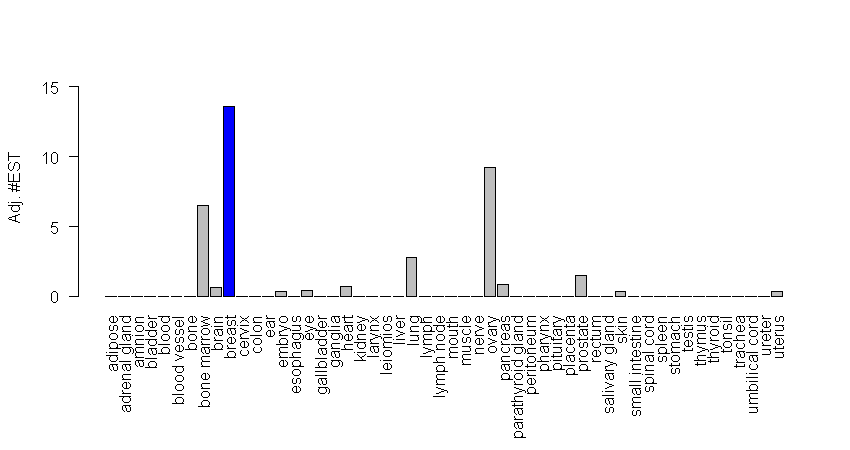 15
10
5
0
Adj. #EST
adipose
adrenal gland
amnion
bladder
blood
blood vessel
bone
bone marrow
brain
breast
cervix
colon
ear
embryo
esophagus
eye
gallbladder
ganglia
heart
kidney
larynx
leiomios
liver
lung
lymph
lymph node
mouth
muscle
nerve
ovary
pancreas
parathyroid gland
peritoneum
pharynx
pituitary
placenta
prostate
rectum
salivary gland
skin
small intestine
spinal cord
spleen
stomach
testis
thymus
thyroid
tonsil
trachea
umbilical cord
ureter
uterus